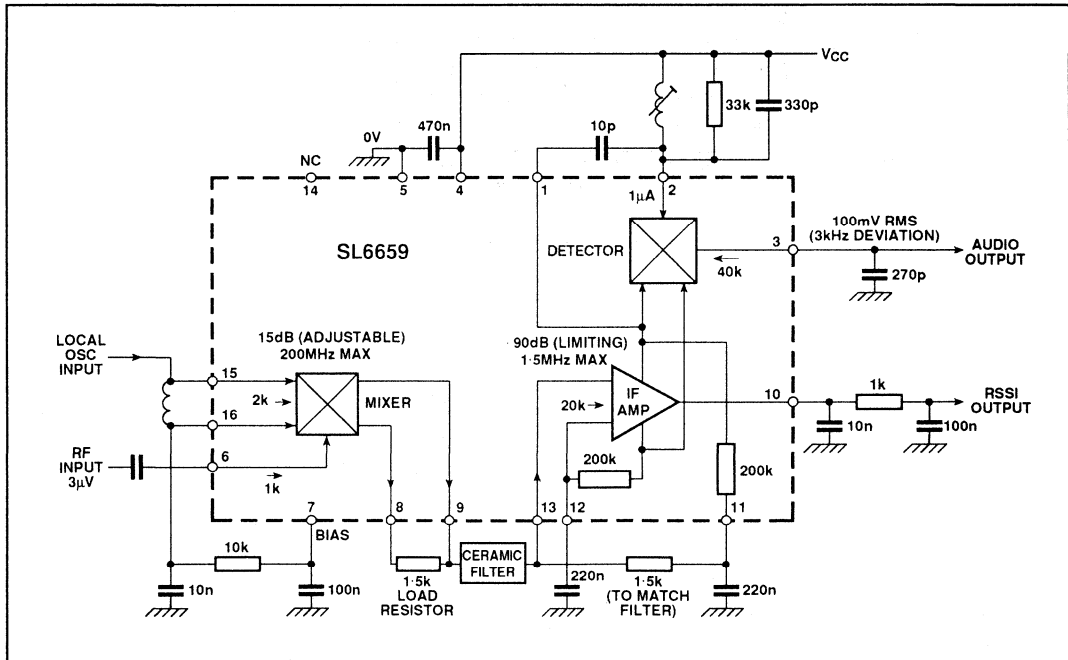 VCC
33k
330p
10p
470n
0V
NC
14
5
4
1
2
1µA
SL6659
DETECTOR
3
40k
100mV RMS
(3kHz DEVIATION)
AUDIO
OUTPUT
270p
15dB (ADJUSTABLE)
200MHz MAX
90dB (LIMITING)
1·5MHz MAX
LOCAL
OSC
INPUT
15
2k
MIXER
16
IF
AMP
20k
10
1k
RSSI
OUTPUT
10n
100n
RF
INPUT
3µV
6
1k
200k
200k
7
BIAS
8
9
13
12
11
10k
10n
100n
1·5k
LOAD
RESISTOR
CERAMIC
FILTER
220n
1·5k
(TO MATCH
FILTER)
220n